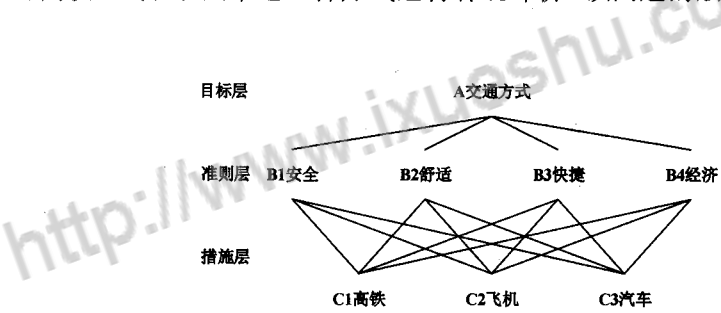 目标层 A交通方式
准则层 B1安全 B2舒适 B3快捷 B4经济
措施层
C1高铁 C2飞机 C3汽车
http://www.ixueshu.com